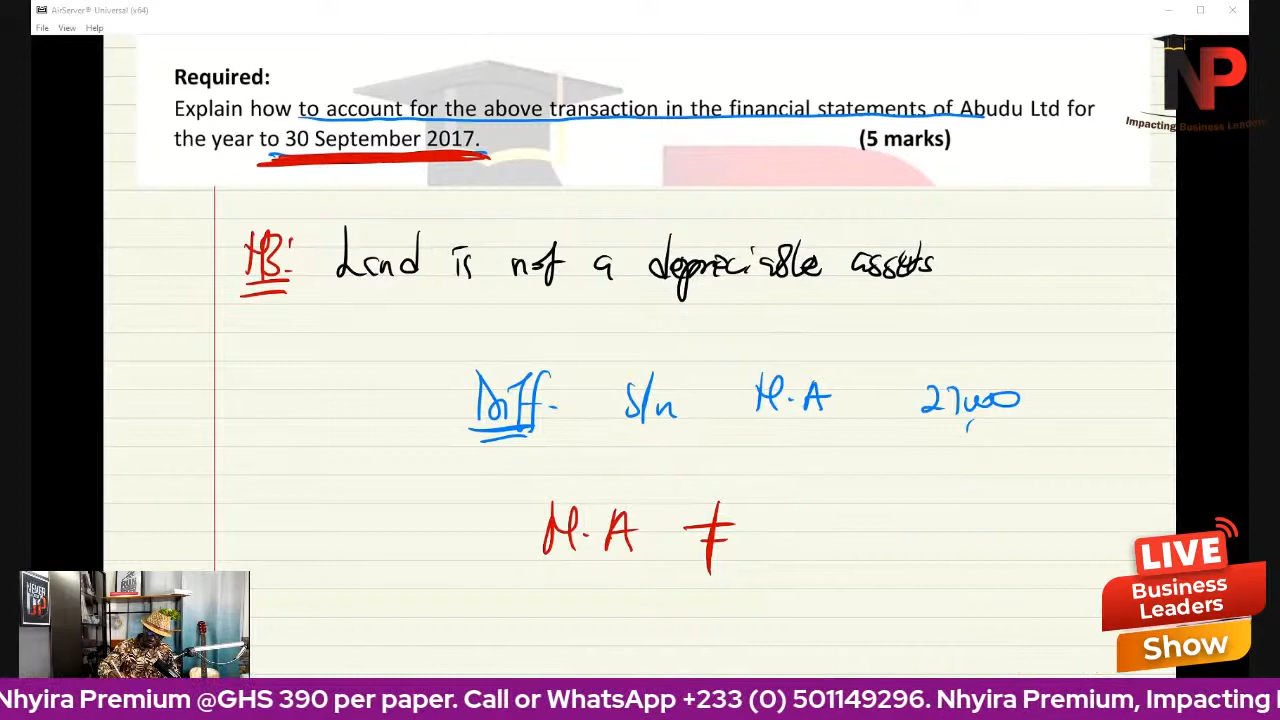 AirServer® Universal (x64)
File View Help
Required:
Explain how to account for the above transaction in the financial statements of Abudu Ltd for
the year to 30 September 2017. (5 marks)
NP
Impacting Business Leaders
NB: Land is not a depreciable assets
Diff. S/n M.A
M.A ≠
LIVE
Business
Leaders
Show
Nhyira Premium @GHS 390 per paper. Call or WhatsApp +233 (0) 501149296. Nhyira Premium, Impacting